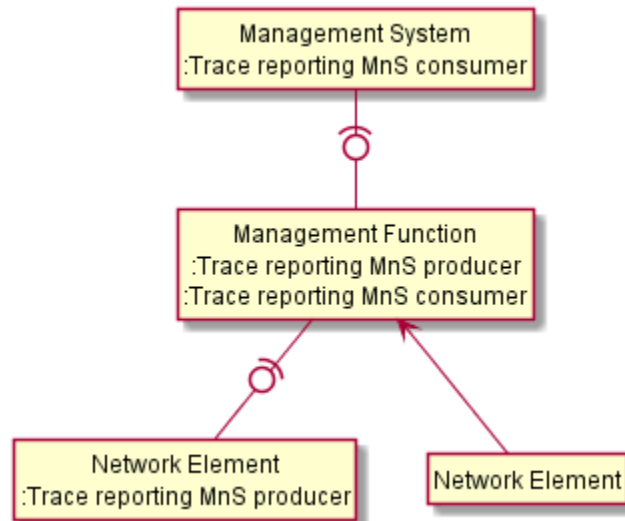 Management System
:Trace reporting MnS consumer
Management Function
:Trace reporting MnS producer
:Trace reporting MnS consumer
Network Element
:Trace reporting MnS producer
Network Element